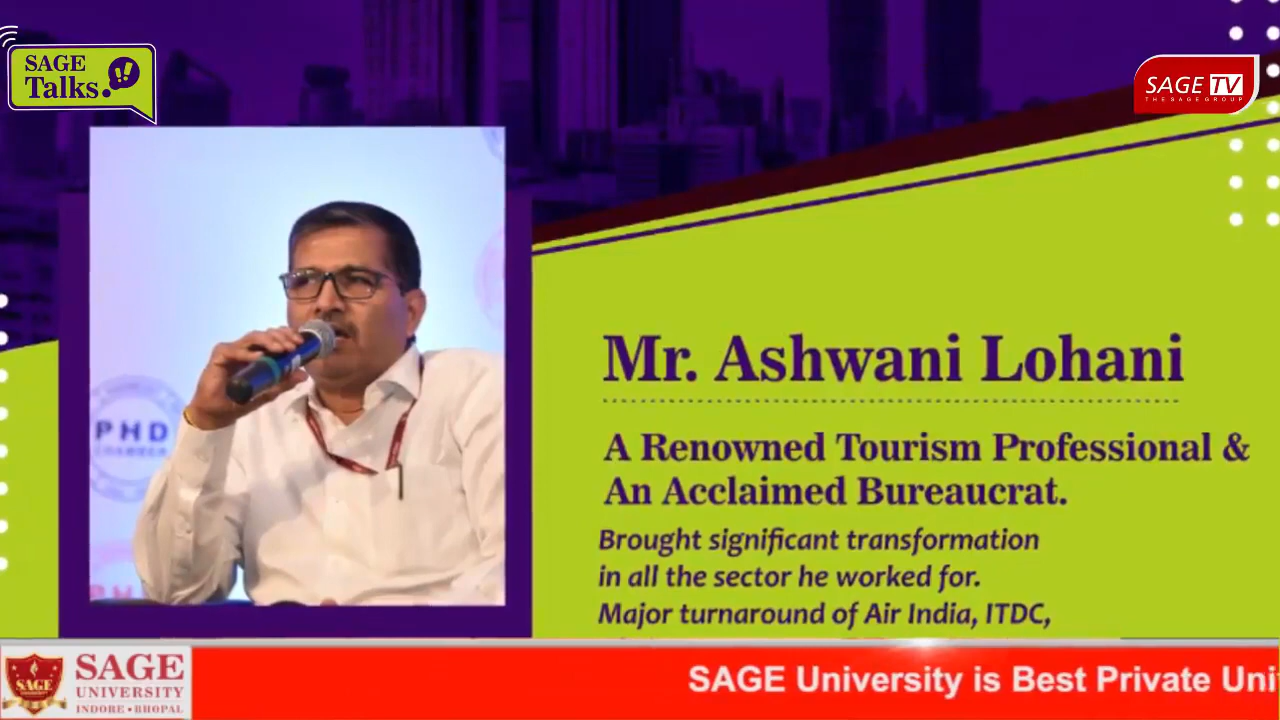 SAGE
Talks.
SAGE TV
THE SAGE GROUP
PHD
CHAMBER
Mr. Ashwani Lohani
A Renowned Tourism Professional &
An Acclaimed Bureaucrat.
Brought significant transformation
in all the sector he worked for.
Major turnaround of Air India, ITDC,
SAGE
SAGE
UNIVERSITY
INDORE • BHOPAL
SAGE University is Best Private Uni